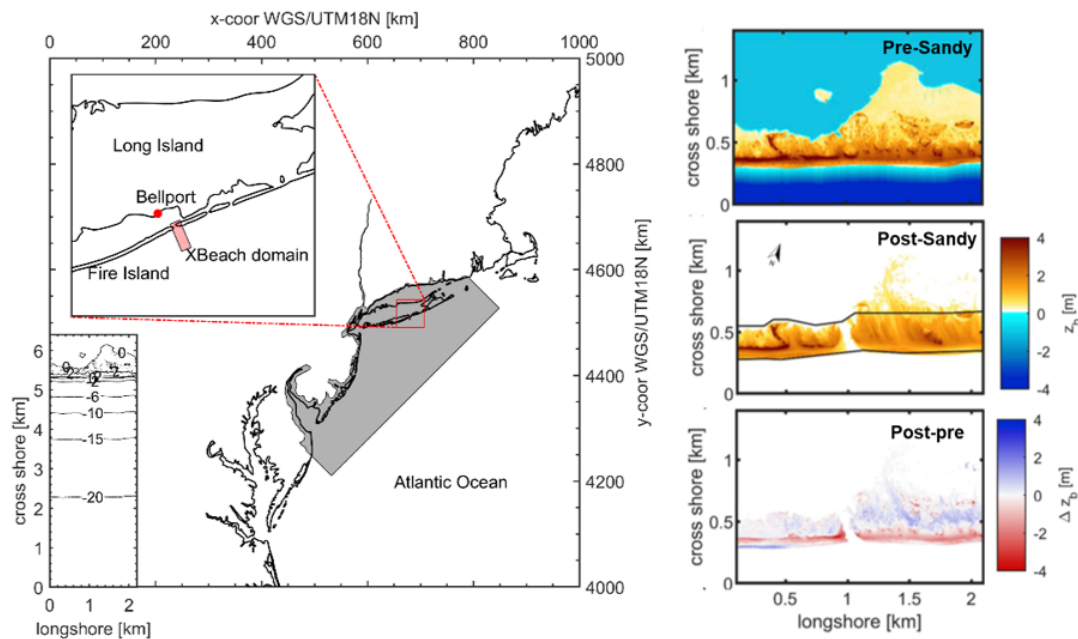 x-coor WGS/UTM18N [km]
0 200 400 600 800 1000
5000
4800
4600
4400
4200
4000
y-coor WGS/UTM18N [km]
Long Island
Bellport
XBeach domain
Fire Island
Atlantic Ocean
6
5
4
3
2
1
0
cross shore [km]
0
-6
-10
-15
-20
0 1 2
longshore [km]
Pre-Sandy
1
0.5
0
cross shore [km]
Post-Sandy
1
0.5
0
cross shore [km]
4
2
0
-2
-4
z_b [m]
Post-pre
1
0.5
0
cross shore [km]
0.5 1 1.5 2
longshore [km]
4
2
0
-2
-4
Δ z_b [m]